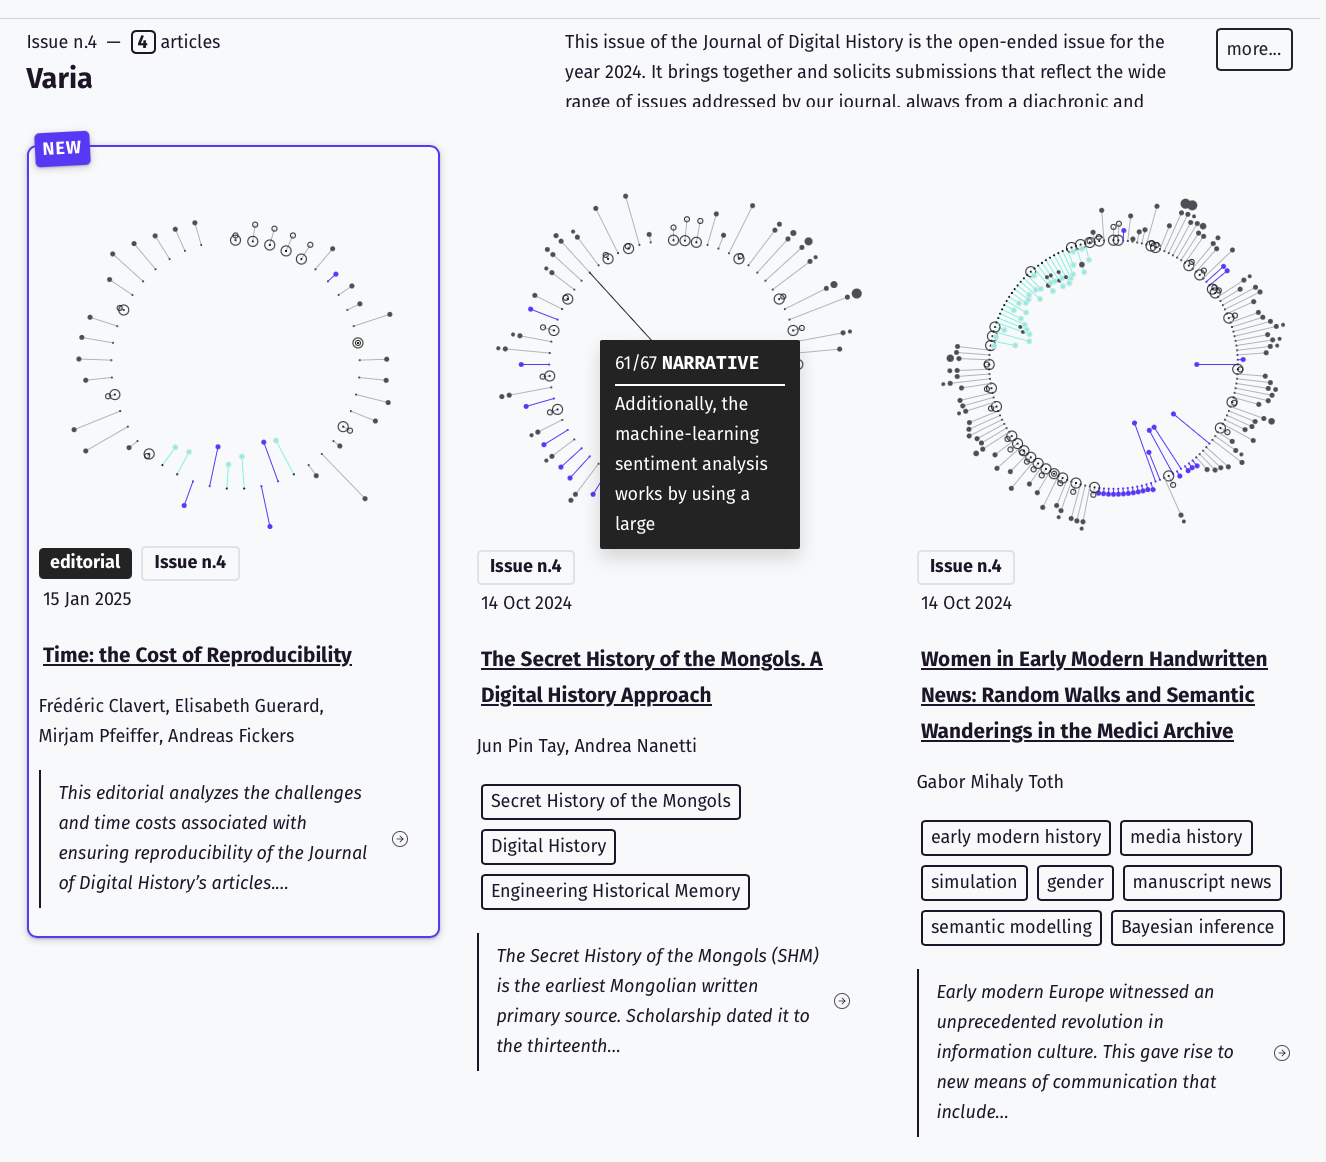 Issue n.4 — 4 articles
Varia
This issue of the Journal of Digital History is the open-ended issue for the
year 2024. It brings together and solicits submissions that reflect the wide
range of issues addressed by our journal, always from a diachronic and
more...
NEW
61/67 NARRATIVE
Additionally, the
machine-learning
sentiment analysis
works by using a
large
editorial
Issue n.4
15 Jan 2025
Time: the Cost of Reproducibility
Frédéric Clavert, Elisabeth Guerard,
Mirjam Pfeiffer, Andreas Fickers
This editorial analyzes the challenges
and time costs associated with
ensuring reproducibility of the Journal
of Digital History’s articles....
Issue n.4
14 Oct 2024
The Secret History of the Mongols. A
Digital History Approach
Jun Pin Tay, Andrea Nanetti
Secret History of the Mongols
Digital History
Engineering Historical Memory
The Secret History of the Mongols (SHM)
is the earliest Mongolian written
primary source. Scholarship dated it to
the thirteenth...
Issue n.4
14 Oct 2024
Women in Early Modern Handwritten
News: Random Walks and Semantic
Wanderings in the Medici Archive
Gabor Mihaly Toth
early modern history
media history
simulation
gender
manuscript news
semantic modelling
Bayesian inference
Early modern Europe witnessed an
unprecedented revolution in
information culture. This gave rise to
new means of communication that
include...